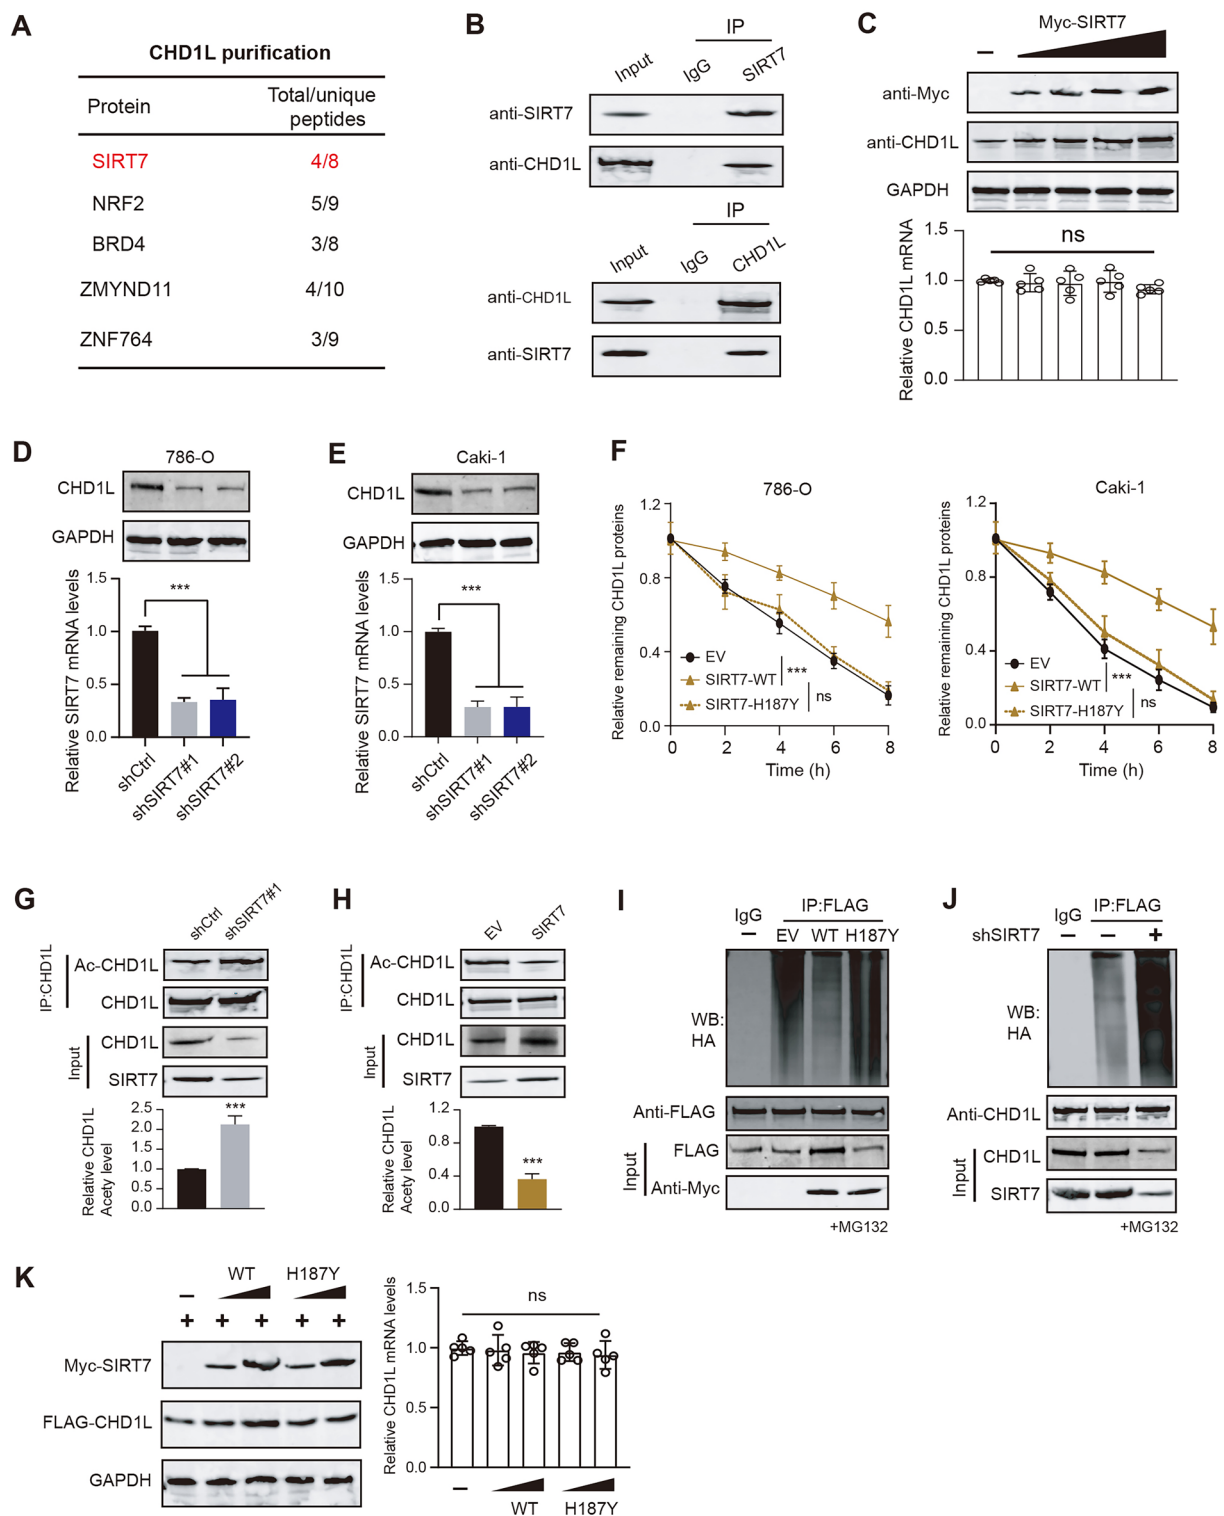 A
CHD1L purification
Protein
Total/unique
peptides
SIRT7 4/8
NRF2 5/9
BRD4 3/8
ZMYND11 4/10
ZNF764 3/9
B
IP
Input IgG SIRT7
anti-SIRT7
anti-CHD1L
IP
Input IgG CHD1L
anti-CHD1L
anti-SIRT7
C
Myc-SIRT7
–
anti-Myc
anti-CHD1L
GAPDH
Relative CHD1L mRNA
1.5
1.0
0.5
0.0
ns
D
786-O
CHD1L
GAPDH
Relative SIRT7 mRNA levels
1.5
1.0
0.5
0.0
***
shCtrl
shSIRT7#1
shSIRT7#2
E
Caki-1
CHD1L
GAPDH
Relative SIRT7 mRNA levels
1.5
1.0
0.5
0.0
***
shCtrl
shSIRT7#1
shSIRT7#2
F
786-O
Relative remaining CHD1L proteins
1.2
0.8
0.4
0.0
EV
SIRT7-WT
SIRT7-H187Y
***
ns
0 2 4 6 8
Time (h)
Caki-1
Relative remaining CHD1L proteins
1.2
0.8
0.4
0.0
EV
SIRT7-WT
SIRT7-H187Y
***
ns
0 2 4 6 8
Time (h)
G
shCtrl shSIRT7#1
IP:CHD1L
Ac-CHD1L
CHD1L
Input
CHD1L
SIRT7
Relative CHD1L
Acety level
2.5
2.0
1.5
1.0
0.5
0.0
***
H
EV SIRT7
IP:CHD1L
Ac-CHD1L
CHD1L
Input
CHD1L
SIRT7
Relative CHD1L
Acety level
1.2
0.8
0.4
0.0
***
I
IgG IP:FLAG
– EV WT H187Y
WB:
HA
Anti-FLAG
Input
FLAG
Anti-Myc
+MG132
J
IgG IP:FLAG
shSIRT7 – – +
WB:
HA
Anti-CHD1L
Input
CHD1L
SIRT7
+MG132
K
WT H187Y
–
+ + + + +
Myc-SIRT7
FLAG-CHD1L
GAPDH
Relative CHD1L mRNA levels
1.5
1.0
0.5
0.0
ns
–
WT H187Y